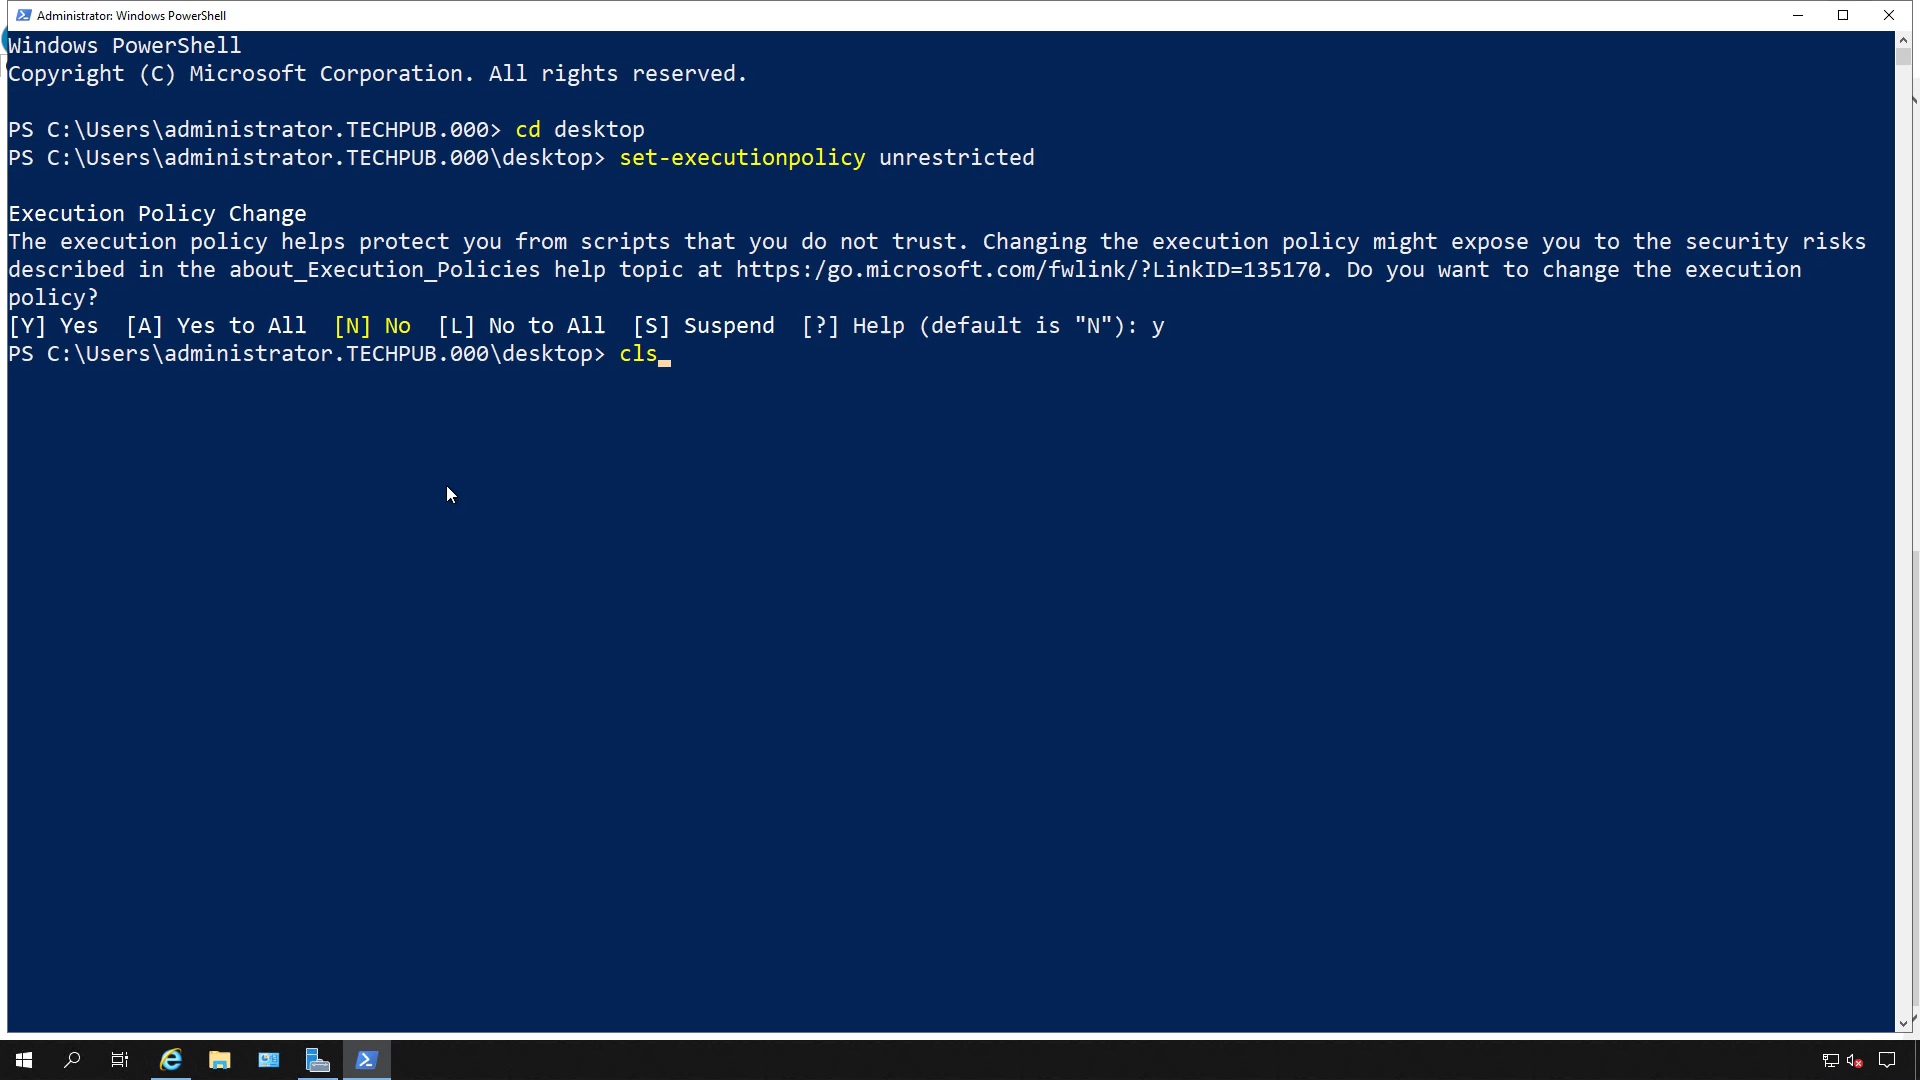 Administrator: Windows PowerShell
Windows PowerShell
Copyright (C) Microsoft Corporation. All rights reserved.
PS C:\Users\administrator.TECHPUB.000> cd desktop
PS C:\Users\administrator.TECHPUB.000\desktop> set-executionpolicy unrestricted
Execution Policy Change
The execution policy helps protect you from scripts that you do not trust. Changing the execution policy might expose you to the security risks
described in the about_Execution_Policies help topic at https:/go.microsoft.com/fwlink/?LinkID=135170. Do you want to change the execution
policy?
[Y] Yes  [A] Yes to All  [N] No  [L] No to All  [S] Suspend  [?] Help (default is "N"): y
PS C:\Users\administrator.TECHPUB.000\desktop> cls